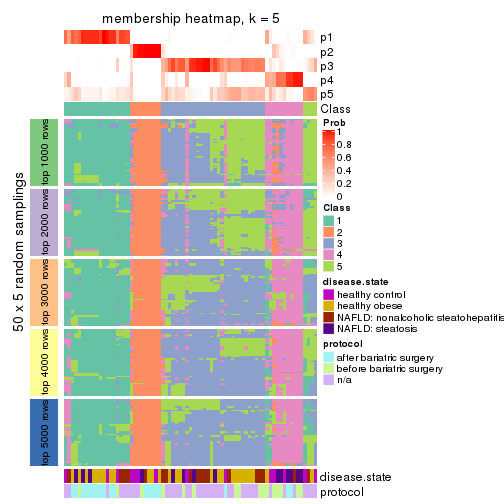 membership heatmap, k = 5
p1
p2
p3
p4
p5
Class
50 x 5 random samplings
top 1000 rows
top 2000 rows
top 3000 rows
top 4000 rows
top 5000 rows
disease.state
protocol
Prob
1
0.8
0.6
0.4
0.2
0
Class
1
2
3
4
5
disease.state
healthy control
healthy obese
NAFLD: nonalcoholic steatohepatitis
NAFLD: steatosis
protocol
after bariatric surgery
before bariatric surgery
n/a